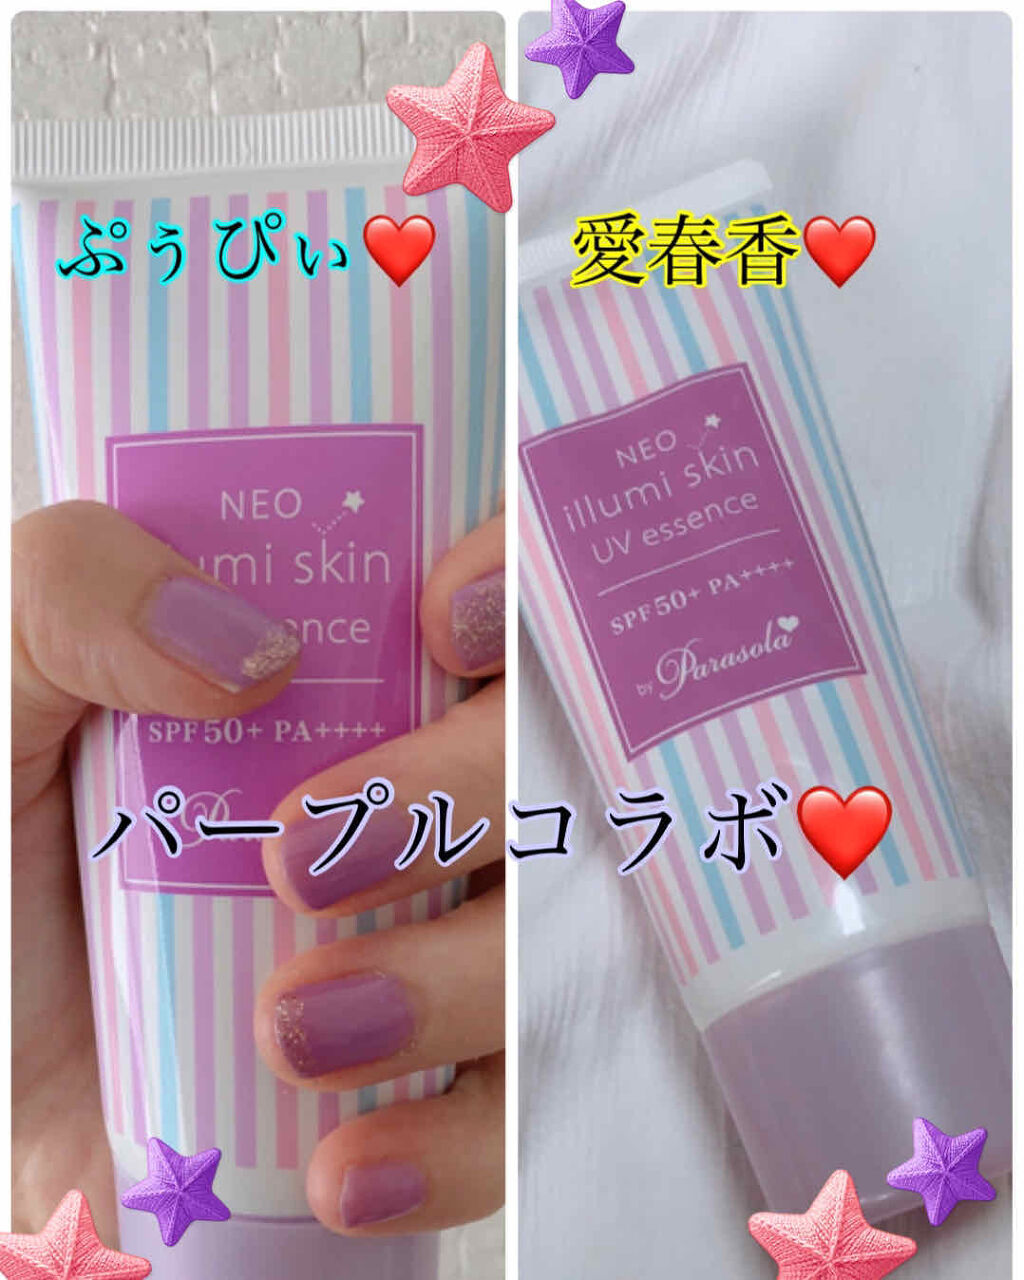 ぷぅぴぃ❤️
愛春香❤️
NEO
umi skin
ence
SPF50+ PA++++
NEO
illumi skin
UV essence
SPF50+ PA++++
by Parasola
パープルコラボ❤️